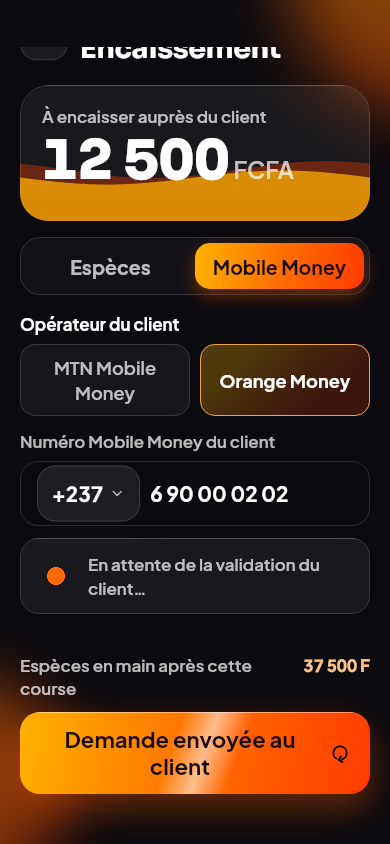 Encaissement
À encaisser auprès du client
12 500 FCFA
Espèces
Mobile Money
Opérateur du client
MTN Mobile
Money
Orange Money
Numéro Mobile Money du client
+237
6 90 00 02 02
En attente de la validation du
client…
Espèces en main après cette
course
37 500 F
Demande envoyée au
client